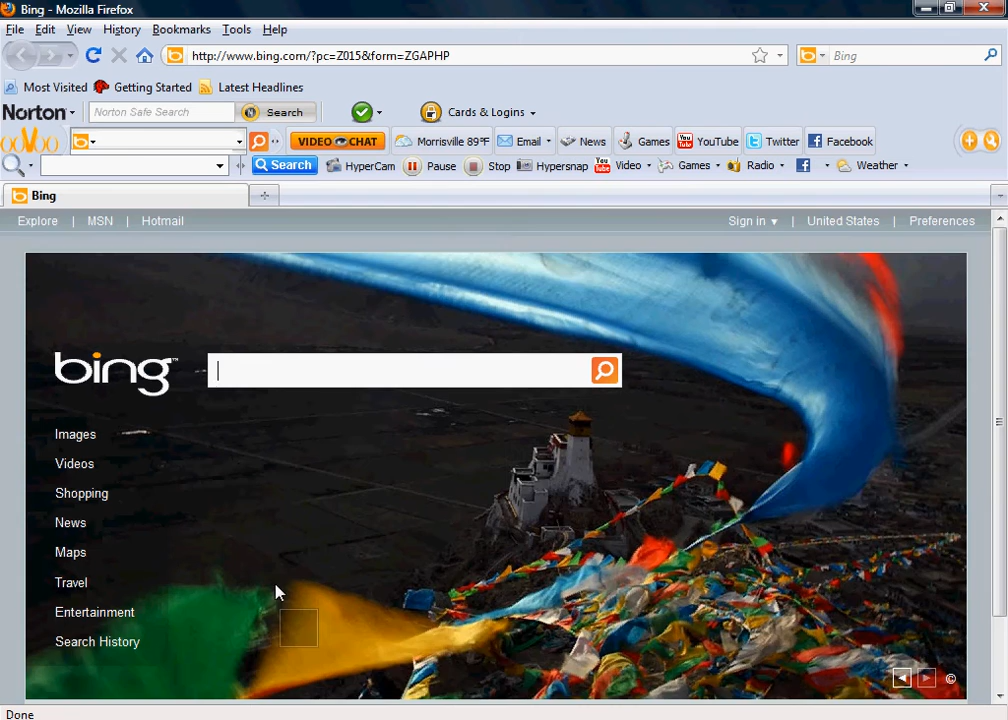 Bing - Mozilla Firefox
File Edit View History Bookmarks Tools Help
http://www.bing.com/?pc=Z015&form=ZGAPHP Bing
Most Visited Getting Started Latest Headlines
Norton Norton Safe Search Search Cards & Logins
ooVoo VIDEO CHAT Morrisville 89°F Email News Games YouTube Twitter Facebook
Search HyperCam Pause Stop Hypersnap Video Games Radio Weather
Bing
Explore | MSN | Hotmail Sign in | United States | Preferences
bing™
Images
Videos
Shopping
News
Maps
Travel
Entertainment
Search History
©
Done